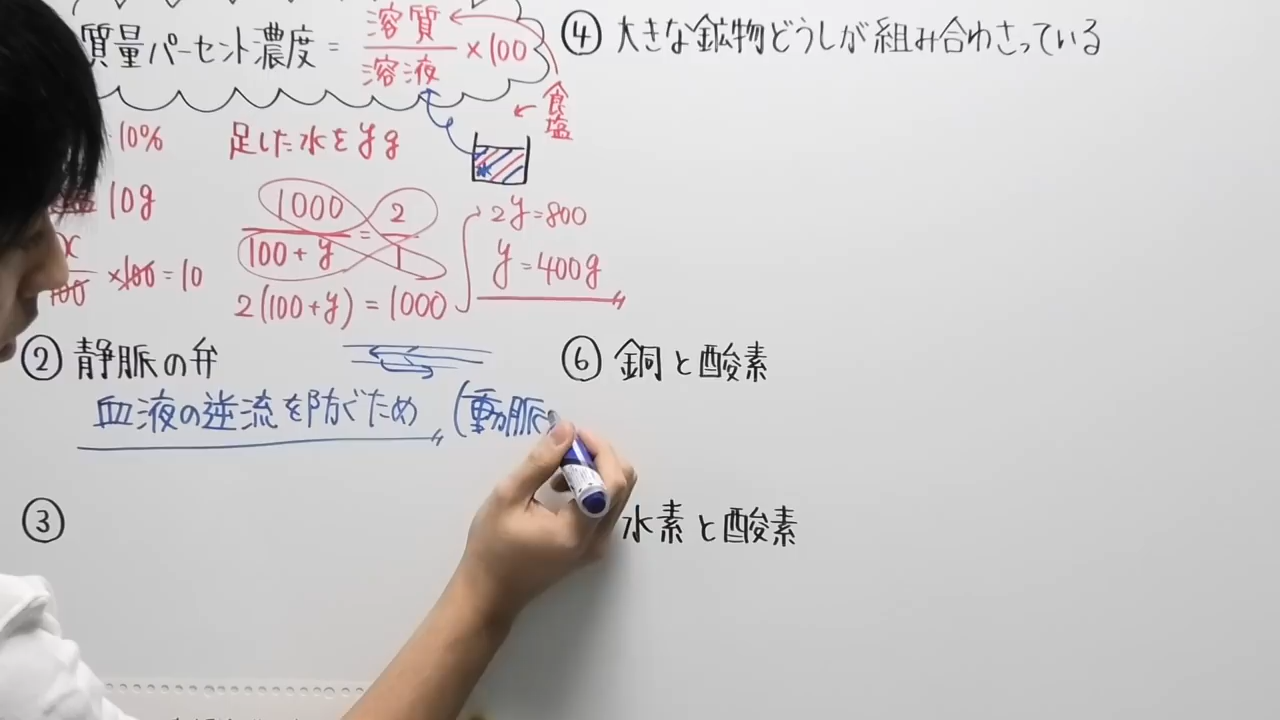 質量パーセント濃度 = 溶質/溶液 ×100
食塩
10%
足した水をyg
10g
1000/100+y = 2/1
2y=800
x/100 ×100=10
y=400g
2(100+y)=1000
② 静脈の弁
血液の逆流を防ぐため (動脈
③
④ 大きな鉱物どうしが組み合わさっている
⑥ 銅と酸素
水素と酸素